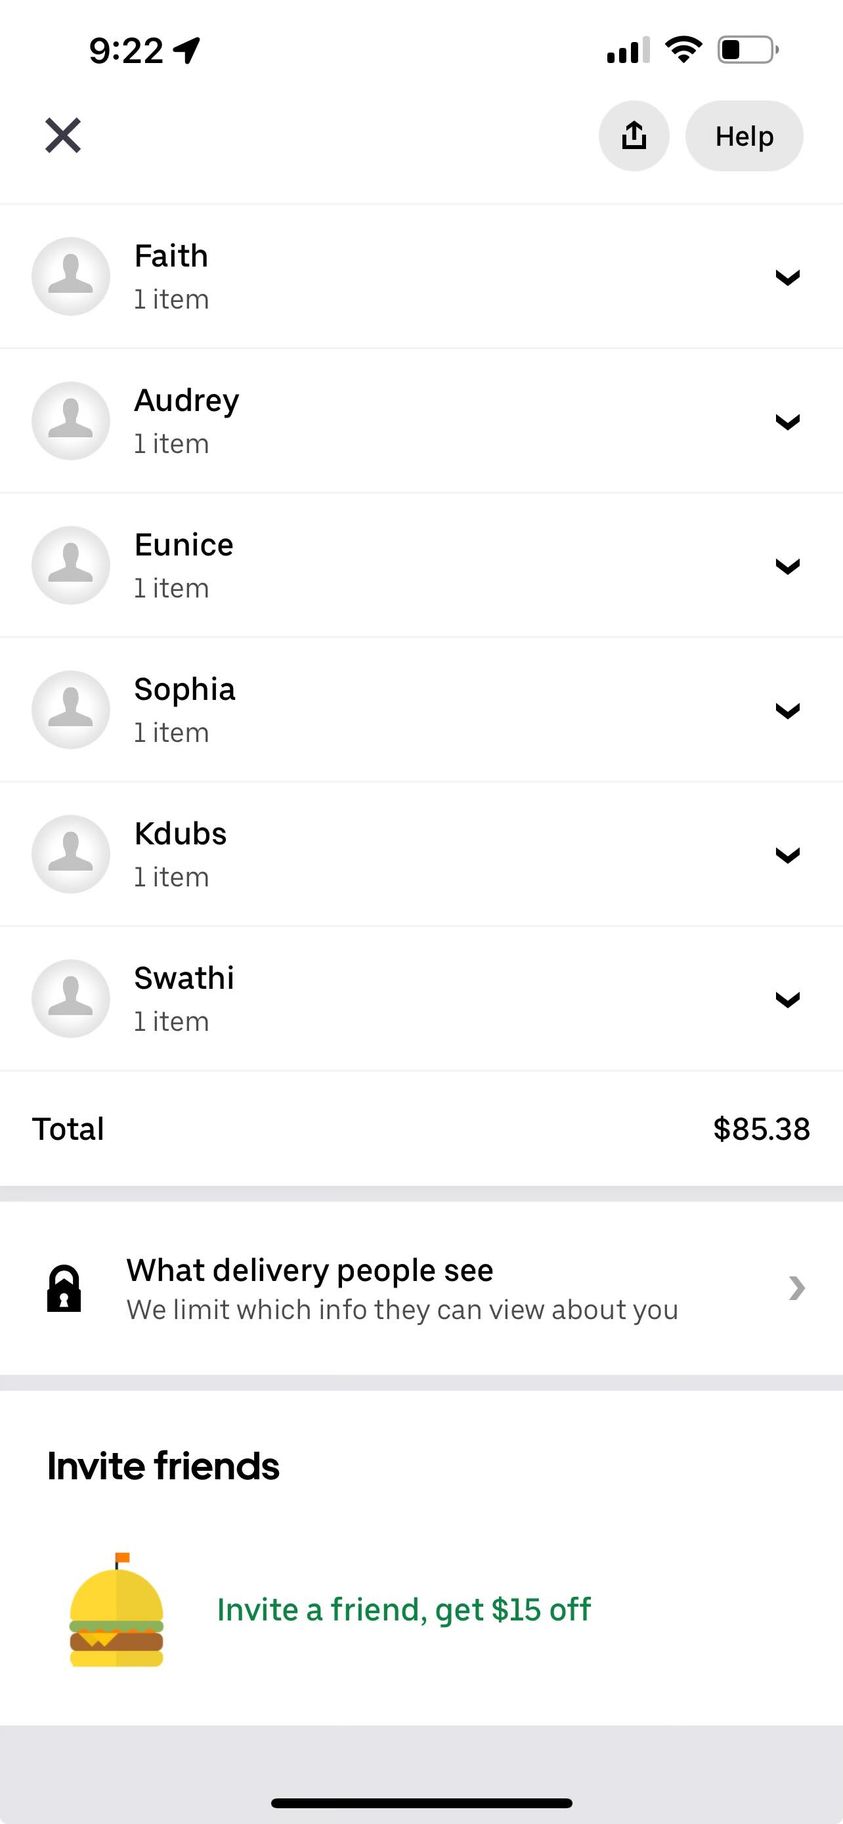 9:22
Help
Faith
1 item
Audrey
1 item
Eunice
1 item
Sophia
1 item
Kdubs
1 item
Swathi
1 item
Total $85.38
What delivery people see
We limit which info they can view about you
Invite friends
Invite a friend, get $15 off